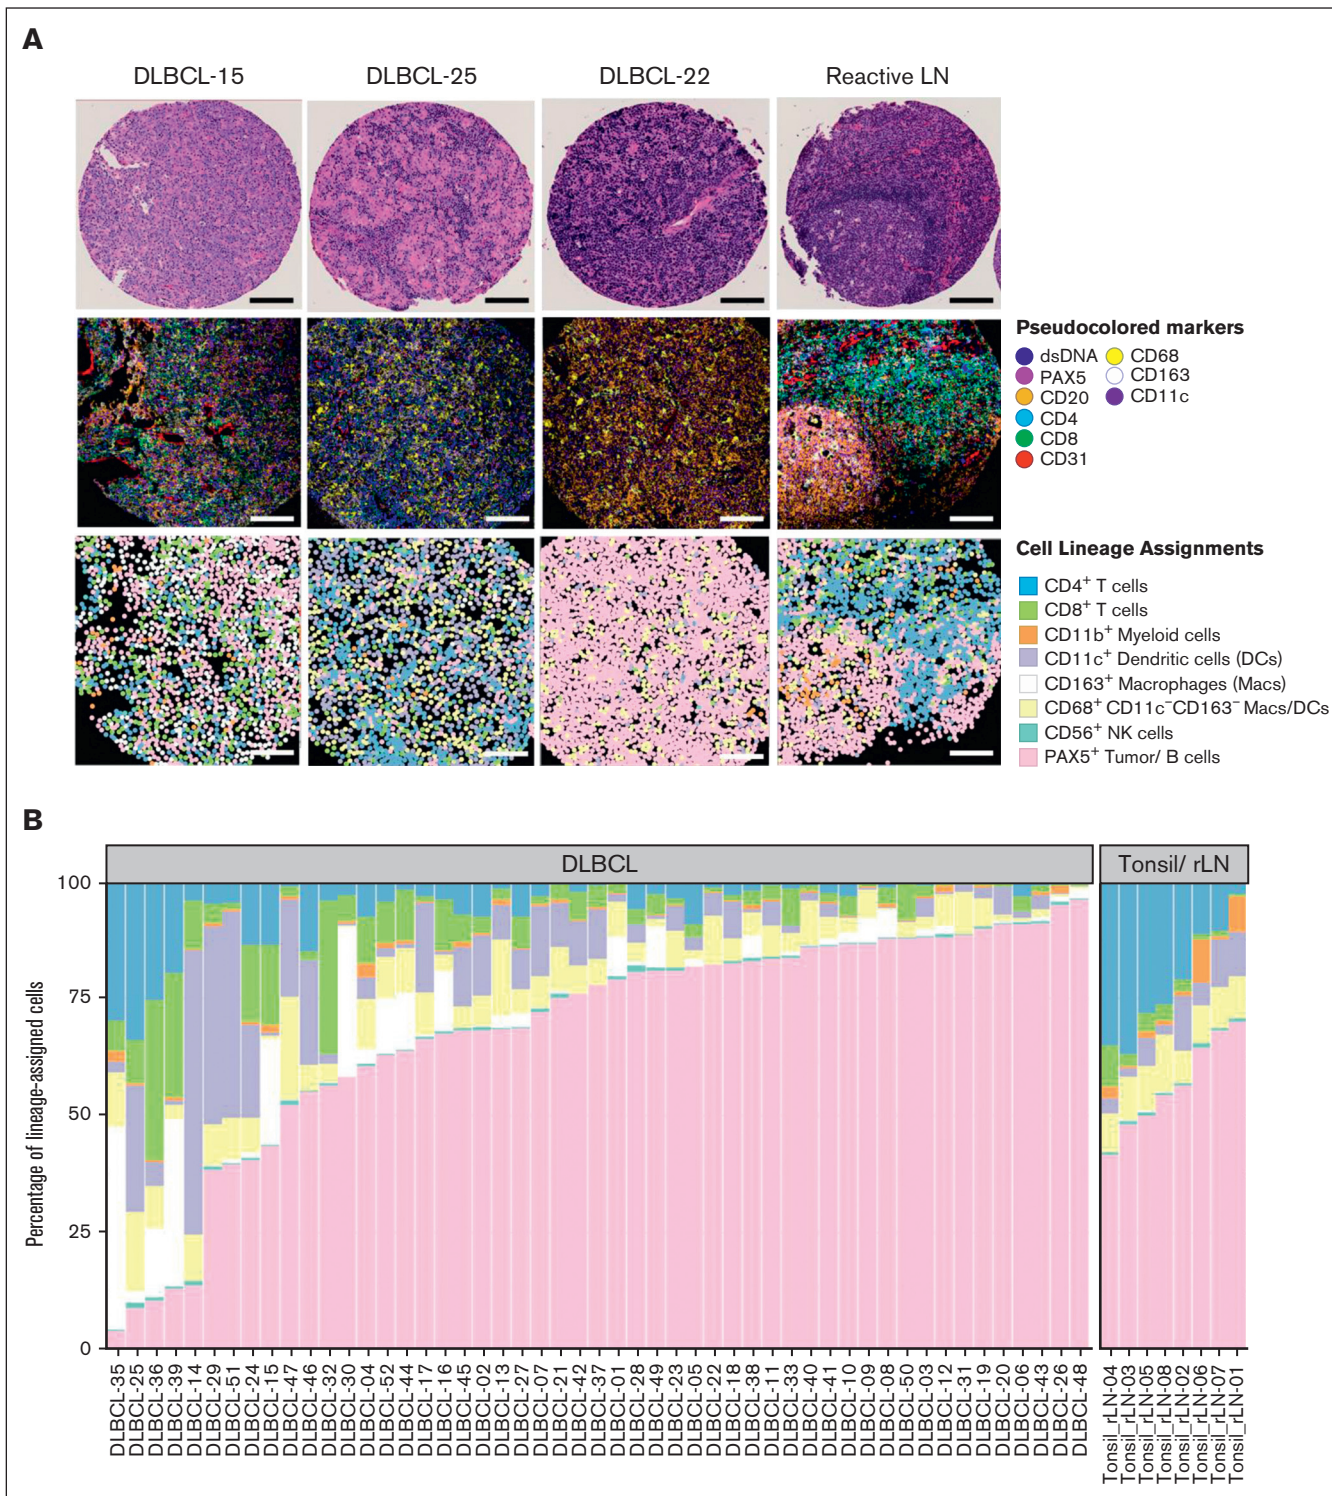 A
DLBCL-15 DLBCL-25 DLBCL-22 Reactive LN
Pseudocolored markers
dsDNA CD68
PAX5 CD163
CD20 CD11c
CD4
CD8
CD31
Cell Lineage Assignments
CD4+ T cells
CD8+ T cells
CD11b+ Myeloid cells
CD11c+ Dendritic cells (DCs)
CD163+ Macrophages (Macs)
CD68+ CD11c−CD163− Macs/DCs
CD56+ NK cells
PAX5+ Tumor/ B cells
B
DLBCL Tonsil/ rLN
Percentage of lineage-assigned cells
100
75
50
25
0
DLBCL-35
DLBCL-25
DLBCL-36
DLBCL-39
DLBCL-14
DLBCL-29
DLBCL-51
DLBCL-24
DLBCL-15
DLBCL-47
DLBCL-46
DLBCL-32
DLBCL-30
DLBCL-04
DLBCL-52
DLBCL-44
DLBCL-17
DLBCL-16
DLBCL-45
DLBCL-02
DLBCL-13
DLBCL-27
DLBCL-07
DLBCL-21
DLBCL-42
DLBCL-37
DLBCL-01
DLBCL-28
DLBCL-49
DLBCL-23
DLBCL-05
DLBCL-22
DLBCL-18
DLBCL-38
DLBCL-11
DLBCL-33
DLBCL-40
DLBCL-41
DLBCL-10
DLBCL-09
DLBCL-08
DLBCL-50
DLBCL-03
DLBCL-12
DLBCL-31
DLBCL-19
DLBCL-20
DLBCL-06
DLBCL-43
DLBCL-26
DLBCL-48
Tonsil_rLN-04
Tonsil_rLN-03
Tonsil_rLN-05
Tonsil_rLN-08
Tonsil_rLN-02
Tonsil_rLN-06
Tonsil_rLN-07
Tonsil_rLN-01